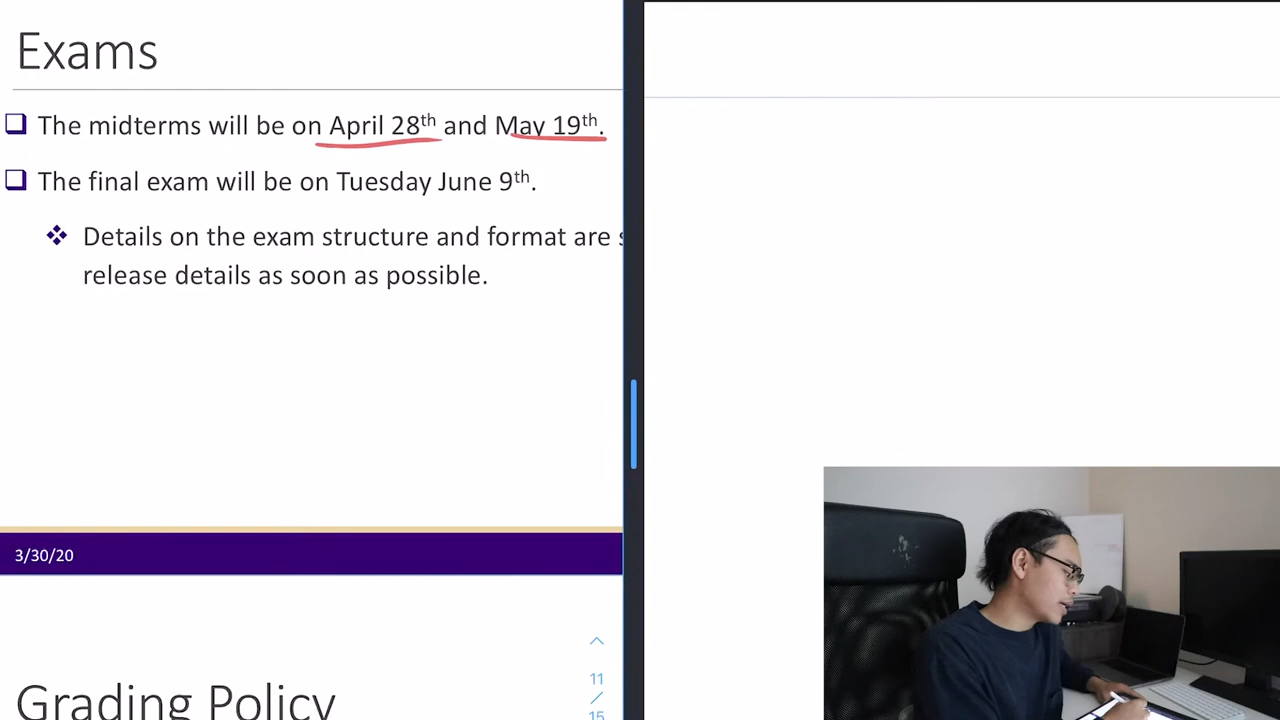 Exams
The midterms will be on April 28th and May 19th.
The final exam will be on Tuesday June 9th.
Details on the exam structure and format are
release details as soon as possible.
3/30/20
11
/
15
Grading Policy